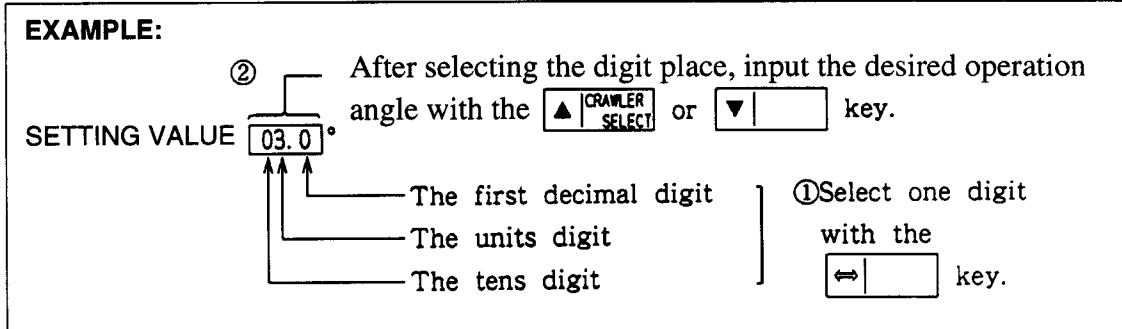 EXAMPLE:
② After selecting the digit place, input the desired operation
angle with the ▲ CRAWLER SELECT or ▼ key.
SETTING VALUE 03.0°
The first decimal digit
The units digit
The tens digit
①Select one digit
with the
⇔ key.